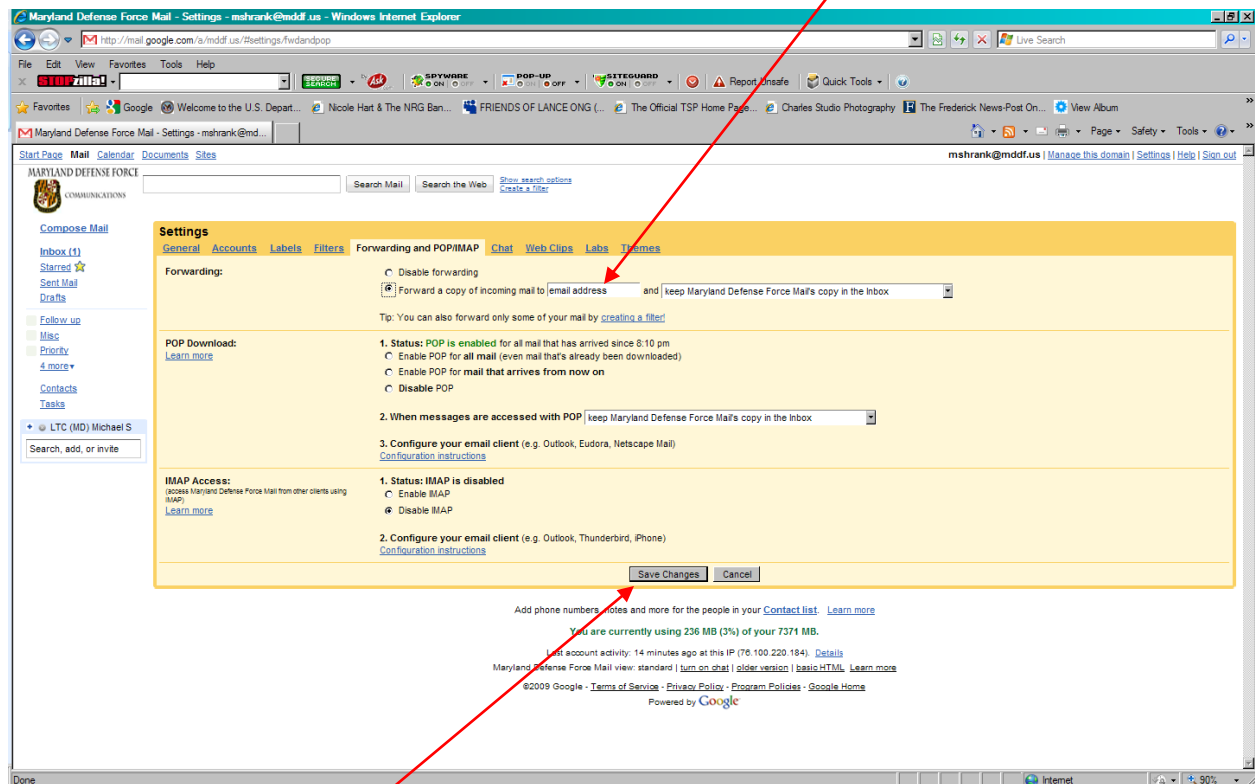 Maryland Defense Force Mail - Settings - mshrank@mddf.us - Windows Internet Explorer
http://mail.google.com/a/mddf.us/#settings/fwdandpop
Live Search
File Edit View Favorites Tools Help
STOPzilla! SECURE SEARCH by Ask SPYWARE ON OFF POP-UP ON OFF SITEGUARD ON OFF Report Unsafe Quick Tools
Favorites Google Welcome to the U.S. Depart... Nicole Hart & The NRG Ban... FRIENDS OF LANCE ONG (... The Official TSP Home Page... Charles Studio Photography The Frederick News-Post On... View Album
Maryland Defense Force Mail - Settings - mshrank@md... Page Safety Tools
Start Page Mail Calendar Documents Sites mshrank@mddf.us | Manage this domain | Settings | Help | Sign out
MARYLAND DEFENSE FORCE
COMMUNICATIONS
Search Mail Search the Web Show search options
Create a filter
Compose Mail
Inbox (1)
Starred
Sent Mail
Drafts
Follow up
Misc
Priority
4 more
Contacts
Tasks
LTC (MD) Michael S
Search, add, or invite
Settings
General Accounts Labels Filters Forwarding and POP/IMAP Chat Web Clips Labs Themes
Forwarding:
Disable forwarding
Forward a copy of incoming mail to email address and keep Maryland Defense Force Mail's copy in the Inbox
Tip: You can also forward only some of your mail by creating a filter!
POP Download:
Learn more
1. Status: POP is enabled for all mail that has arrived since 8:10 pm
Enable POP for all mail (even mail that's already been downloaded)
Enable POP for mail that arrives from now on
Disable POP
2. When messages are accessed with POP keep Maryland Defense Force Mail's copy in the Inbox
3. Configure your email client (e.g. Outlook, Eudora, Netscape Mail)
Configuration instructions
IMAP Access:
(access Maryland Defense Force Mail from other clients using
IMAP)
Learn more
1. Status: IMAP is disabled
Enable IMAP
Disable IMAP
2. Configure your email client (e.g. Outlook, Thunderbird, iPhone)
Configuration instructions
Save Changes Cancel
Add phone numbers, notes and more for the people in your Contact list. Learn more
You are currently using 236 MB (3%) of your 7371 MB.
Last account activity: 14 minutes ago at this IP (76.100.220.184). Details
Maryland Defense Force Mail view: standard | turn on chat | older version | basic HTML Learn more
©2009 Google - Terms of Service - Privacy Policy - Program Policies - Google Home
Powered by Google
Done Internet 90%